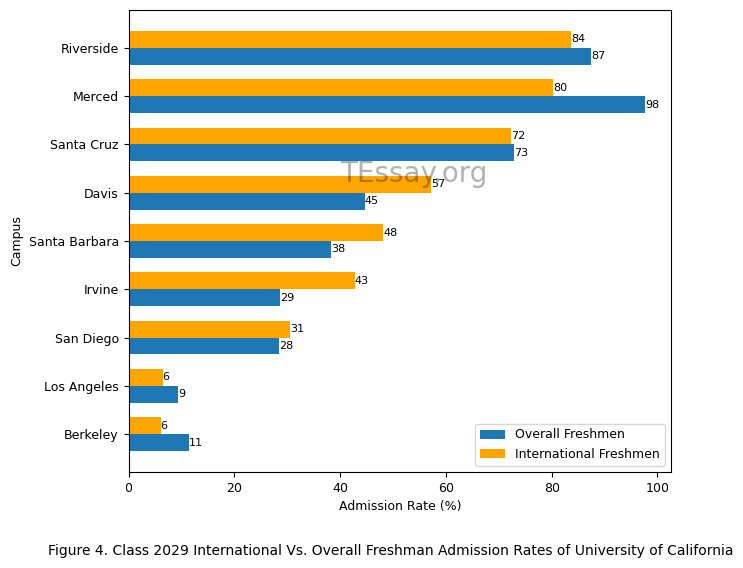 Riverside
84
87
Merced
80
98
Santa Cruz
72
73
TEssay.org
Davis
57
45
Santa Barbara
48
38
Irvine
43
29
San Diego
31
28
Los Angeles
6
9
Berkeley
6
11
Campus
Overall Freshmen
International Freshmen
0 20 40 60 80 100
Admission Rate (%)
Figure 4. Class 2029 International Vs. Overall Freshman Admission Rates of University of California